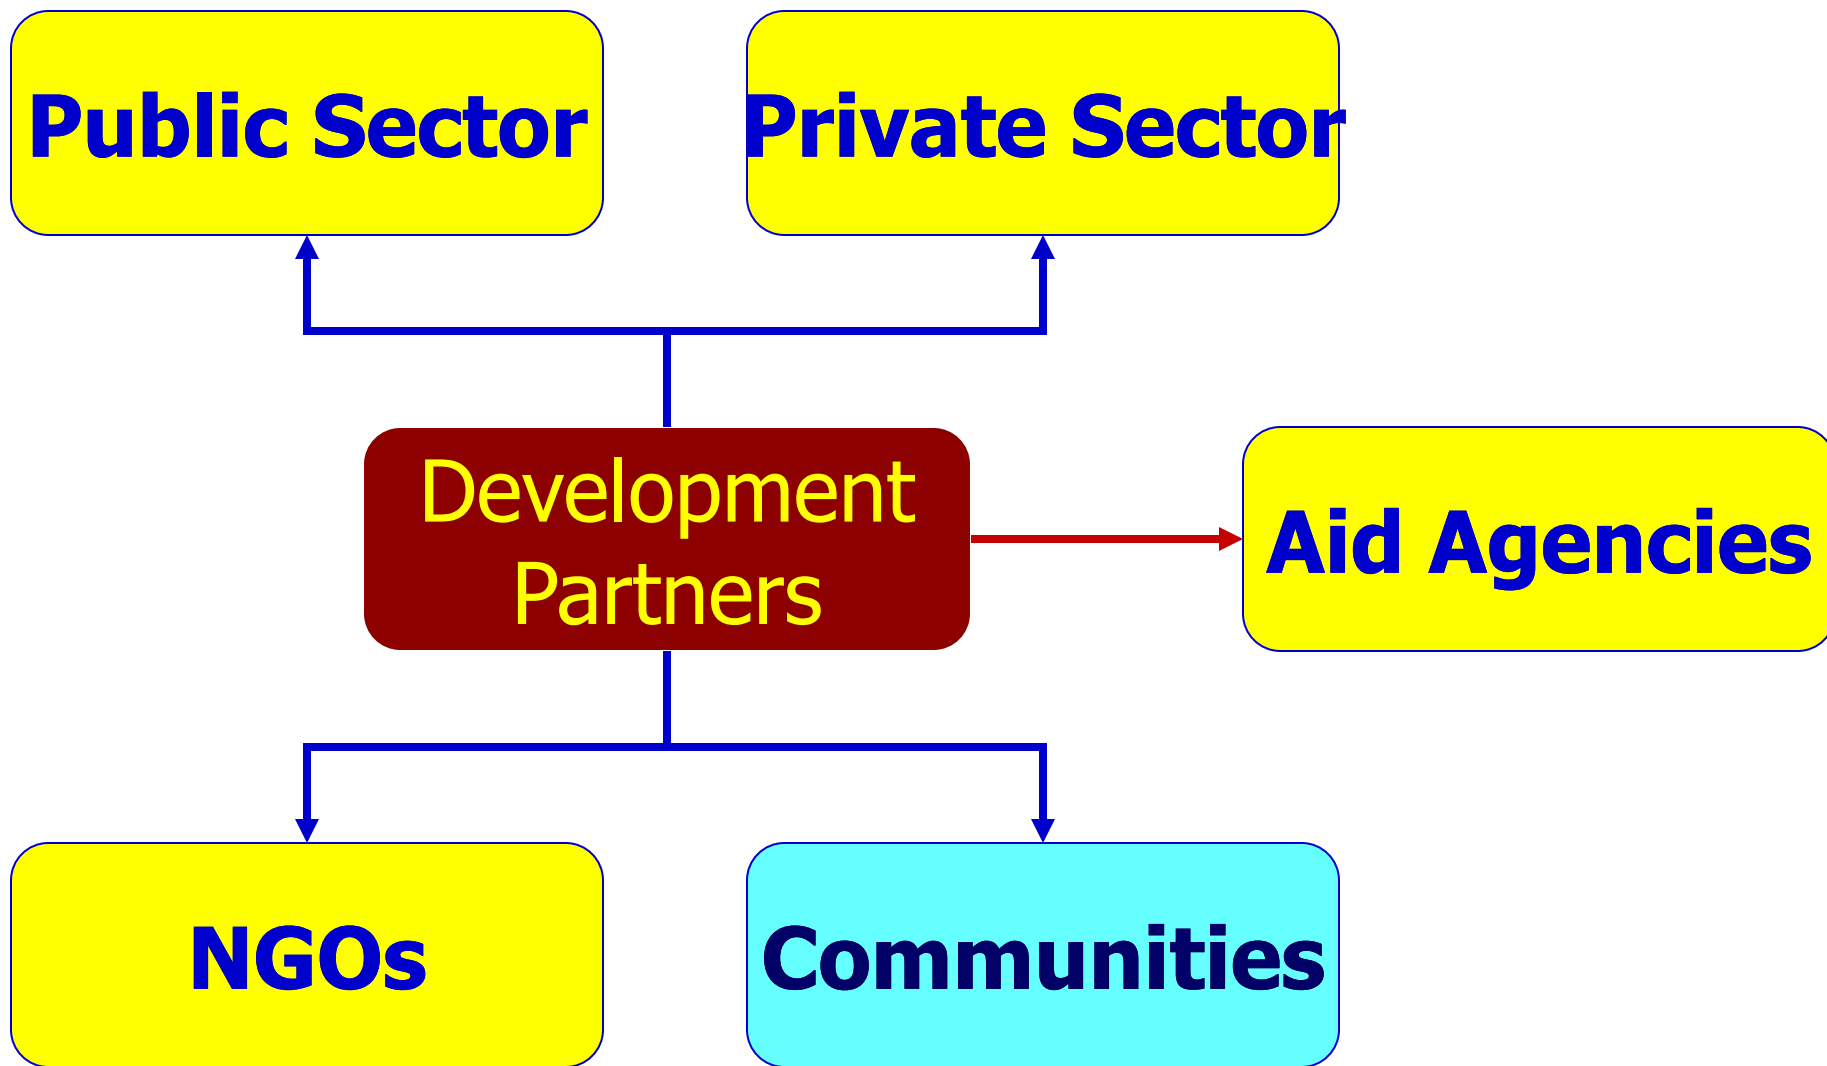 Public Sector
Private Sector
Development
Partners
Aid Agencies
NGOs
Communities